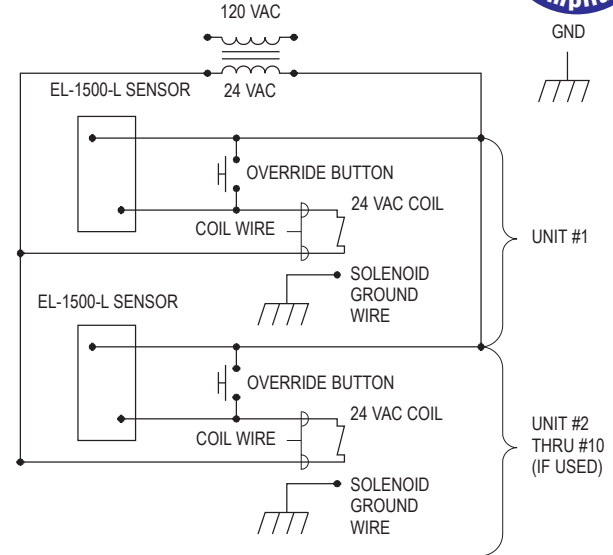 120 VAC
GND
24 VAC
EL-1500-L SENSOR
OVERRIDE BUTTON
24 VAC COIL
COIL WIRE
UNIT #1
SOLENOID
GROUND
WIRE
EL-1500-L SENSOR
OVERRIDE BUTTON
24 VAC COIL
COIL WIRE
UNIT #2
THRU #10
(IF USED)
SOLENOID
GROUND
WIRE